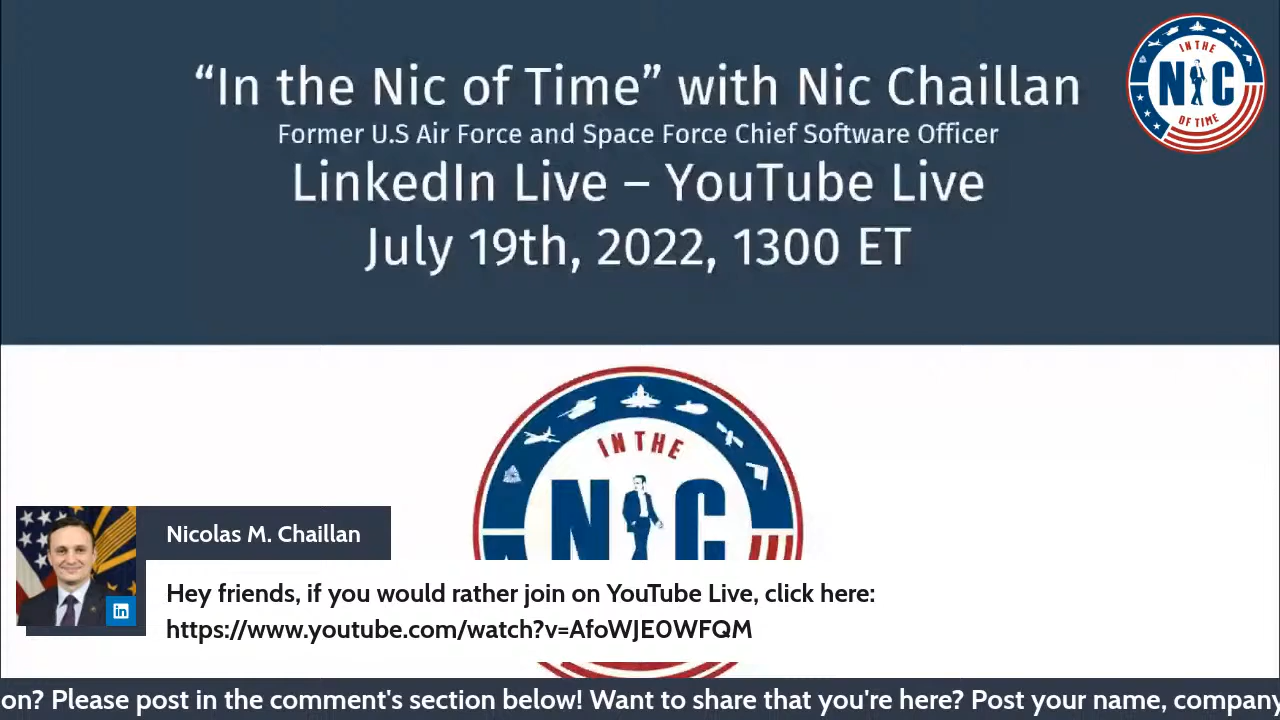 “In the Nic of Time” with Nic Chaillan
Former U.S Air Force and Space Force Chief Software Officer
LinkedIn Live – YouTube Live
July 19th, 2022, 1300 ET
IN THE
NIC
OF TIME
IN THE
NIC
in
Nicolas M. Chaillan
Hey friends, if you would rather join on YouTube Live, click here:
https://www.youtube.com/watch?v=AfoWJE0WFQM
on? Please post in the comment's section below! Want to share that you're here? Post your name, company